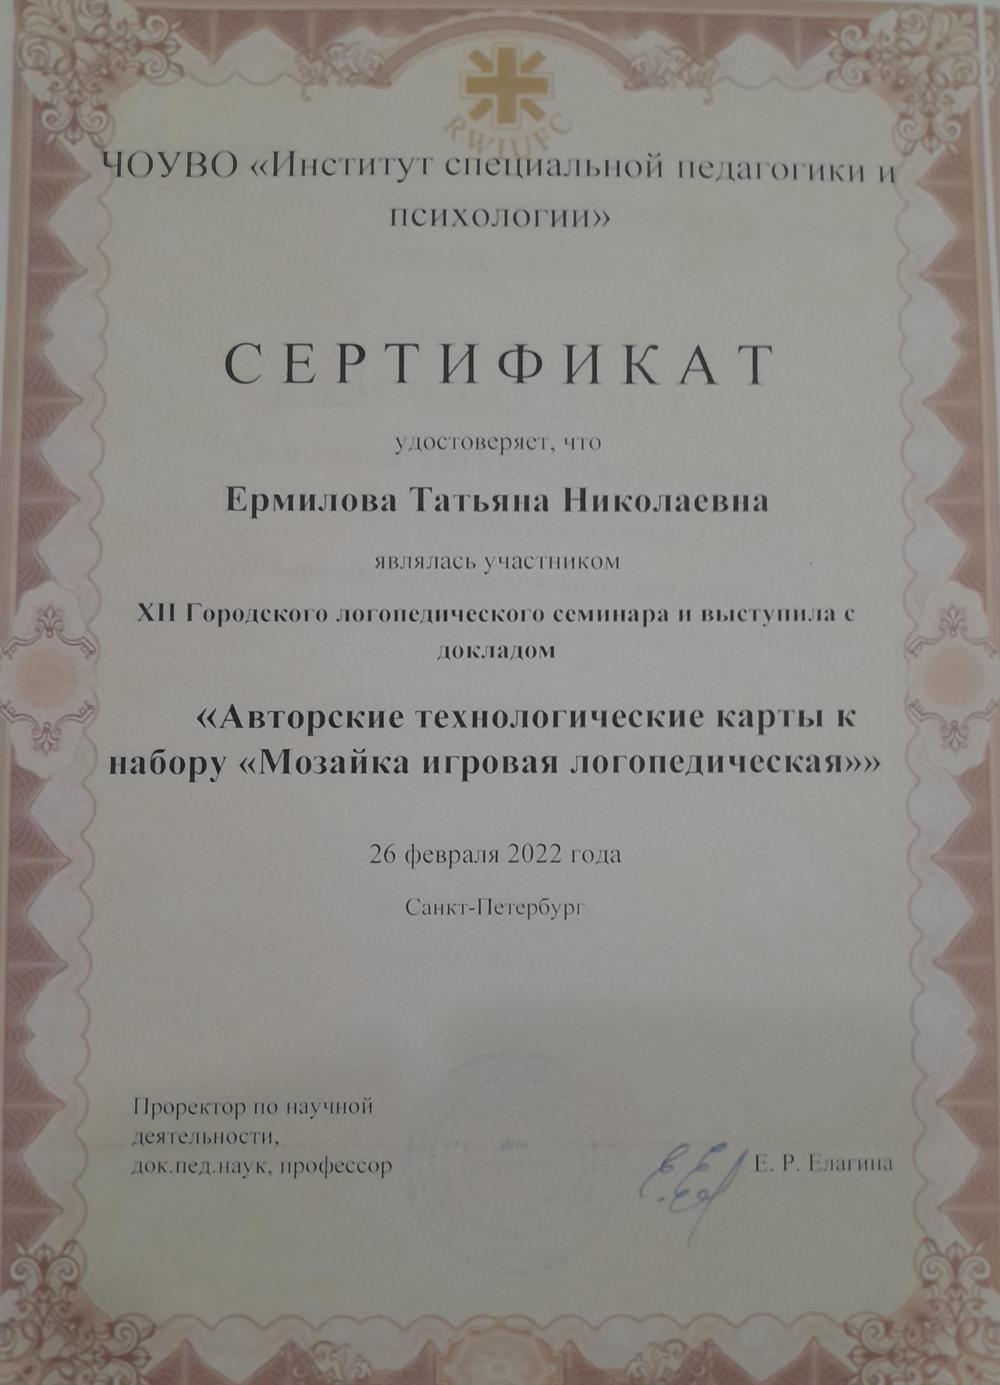 RWIUFC
ЧОУВО «Институт специальной педагогики и
психологии»
СЕРТИФИКАТ
удостоверяет, что
Ермилова Татьяна Николаевна
являлась участником
XII Городского логопедического семинара и выступила с
докладом
«Авторские технологические карты к
набору «Мозайка игровая логопедическая»»
26 февраля 2022 года
Санкт-Петербург
Проректор по научной
деятельности,
док.пед.наук, профессор
Е. Р. Елагина